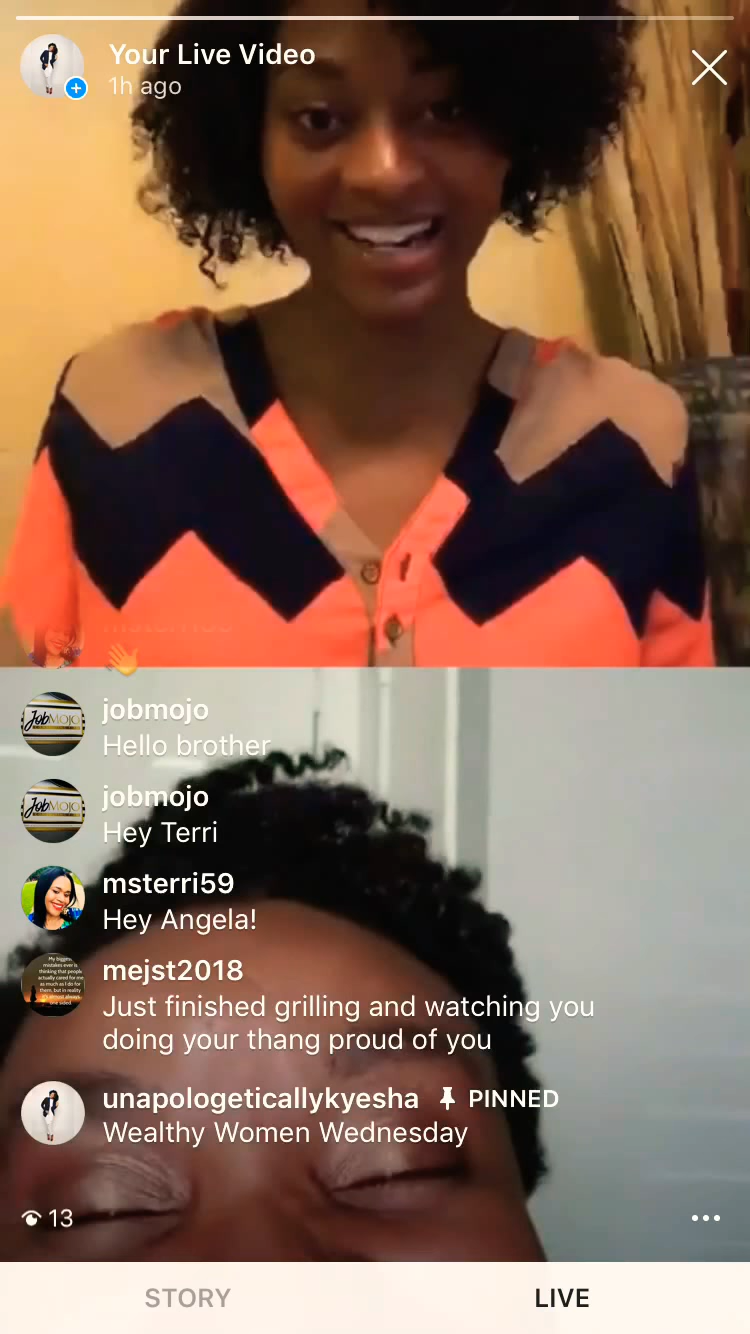 Your Live Video
1h ago
jobmojo
Hello brother
jobmojo
Hey Terri
msterri59
Hey Angela!
mejst2018
Just finished grilling and watching you
doing your thang proud of you
unapologeticallykyesha PINNED
Wealthy Women Wednesday
13
STORY
LIVE